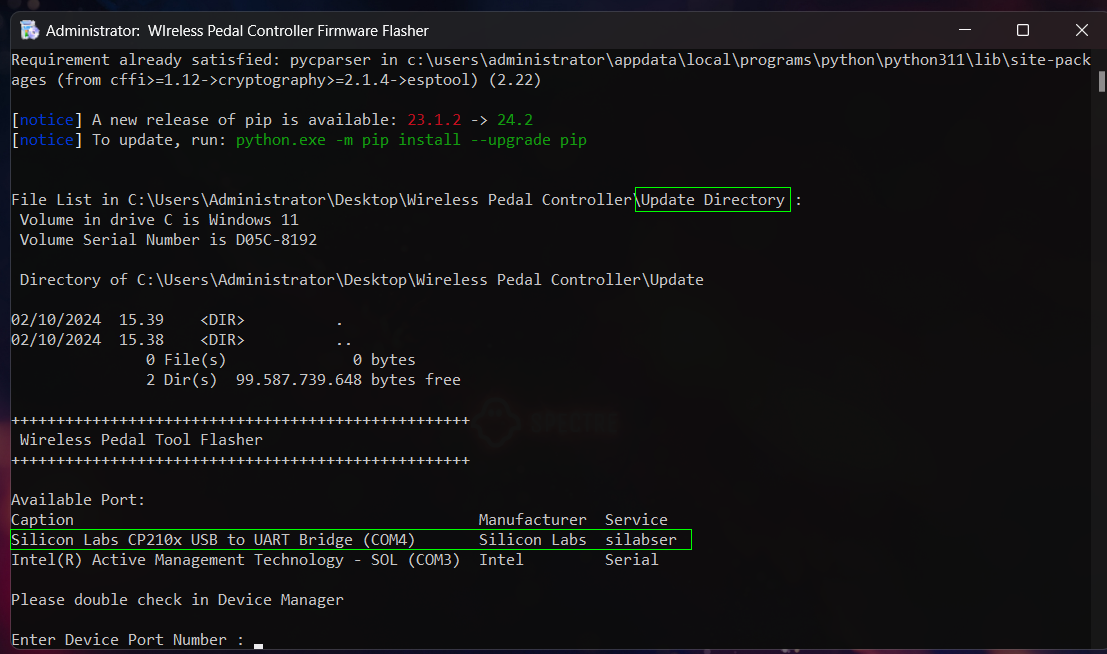 Administrator: WIreless Pedal Controller Firmware Flasher
Requirement already satisfied: pycparser in c:\users\administrator\appdata\local\programs\python\python311\lib\site-pack
ages (from cffi>=1.12->cryptography>=2.1.4->esptool) (2.22)
[notice] A new release of pip is available: 23.1.2 -> 24.2
[notice] To update, run: python.exe -m pip install --upgrade pip
File List in C:\Users\Administrator\Desktop\Wireless Pedal Controller\Update Directory :
Volume in drive C is Windows 11
Volume Serial Number is D05C-8192
Directory of C:\Users\Administrator\Desktop\Wireless Pedal Controller\Update
02/10/2024  15.39    <DIR>          .
02/10/2024  15.38    <DIR>          ..
0 File(s)              0 bytes
2 Dir(s)  99.587.739.648 bytes free
+++++++++++++++++++++++++++++++++++++++++++++++++++
Wireless Pedal Tool Flasher
+++++++++++++++++++++++++++++++++++++++++++++++++++
Available Port:
Caption                                             Manufacturer  Service
Silicon Labs CP210x USB to UART Bridge (COM4)       Silicon Labs  silabser
Intel(R) Active Management Technology - SOL (COM3)  Intel         Serial
Please double check in Device Manager
Enter Device Port Number :